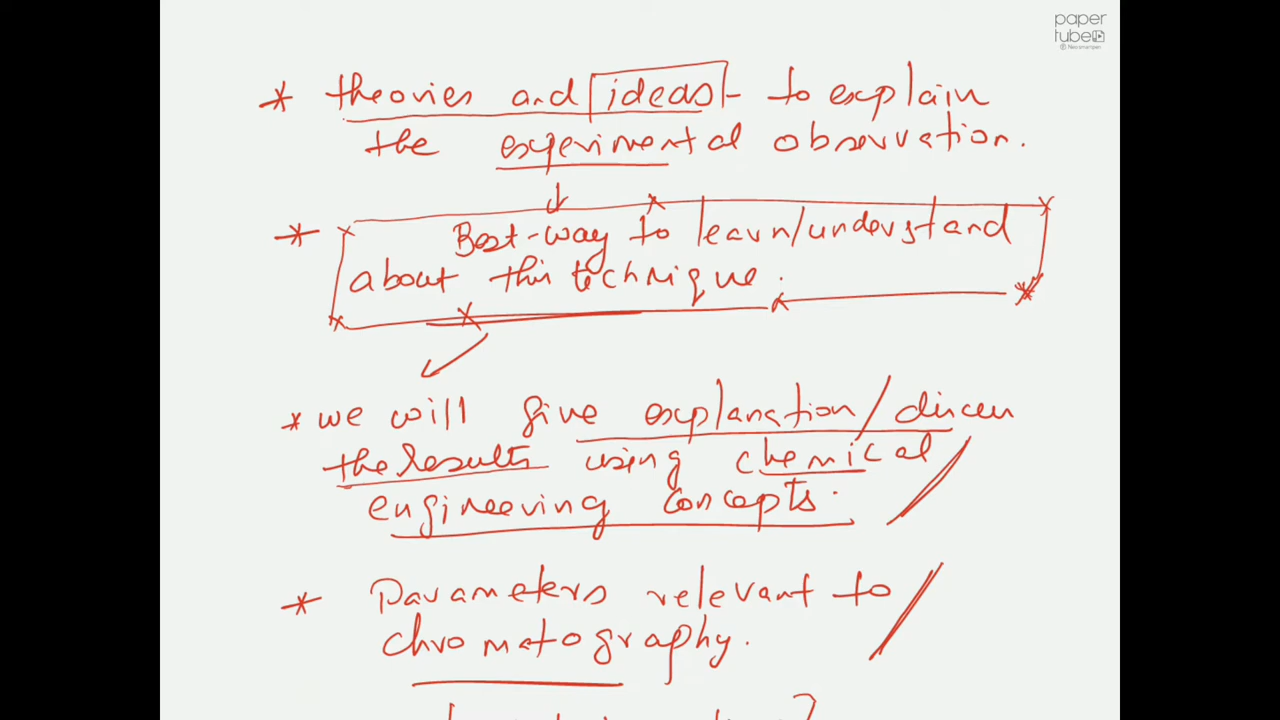 paper
tube
* theories and ideas - to explain
the experimental observation.
* Best-way to learn/understand
about this technique.
* we will give explanation/discuss
the results using chemical
engineering concepts.
* Parameters relevant to
chromatography.